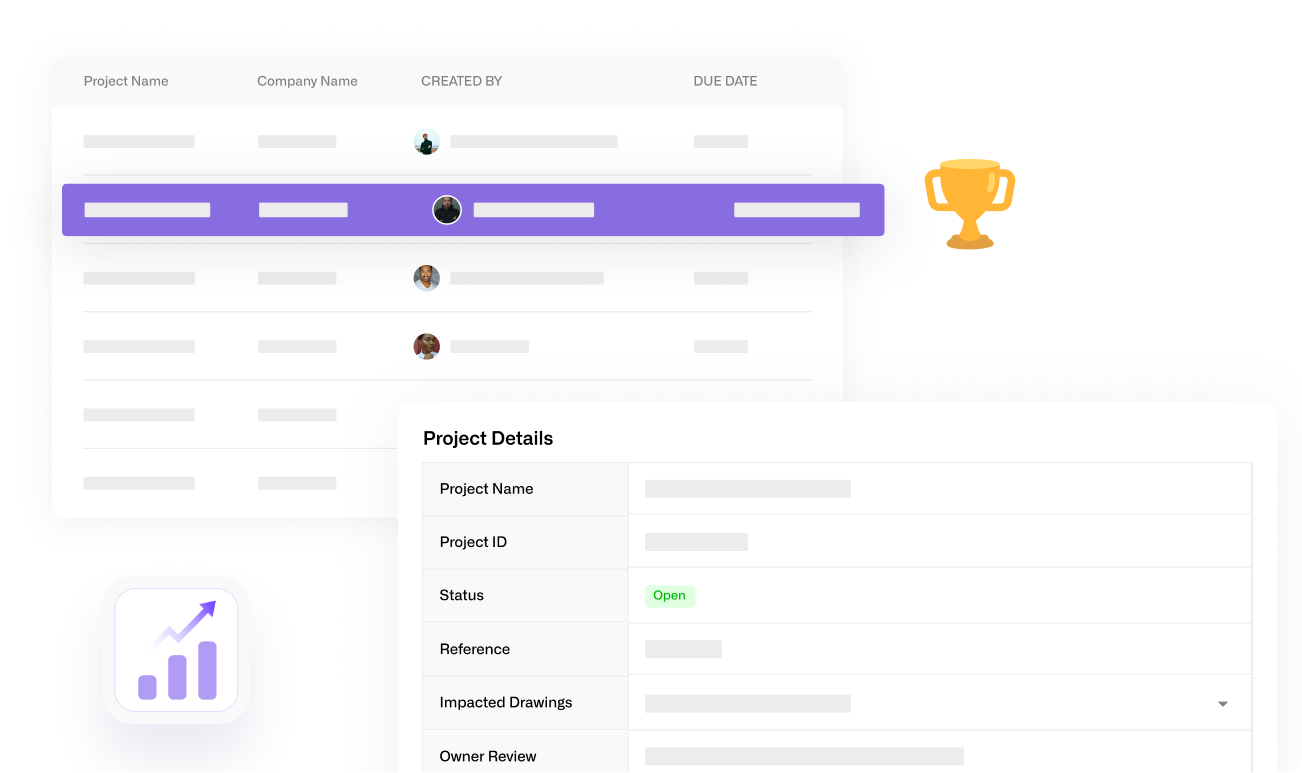 Project Name Company Name CREATED BY DUE DATE
Project Details
Project Name
Project ID
Status Open
Reference
Impacted Drawings
Owner Review